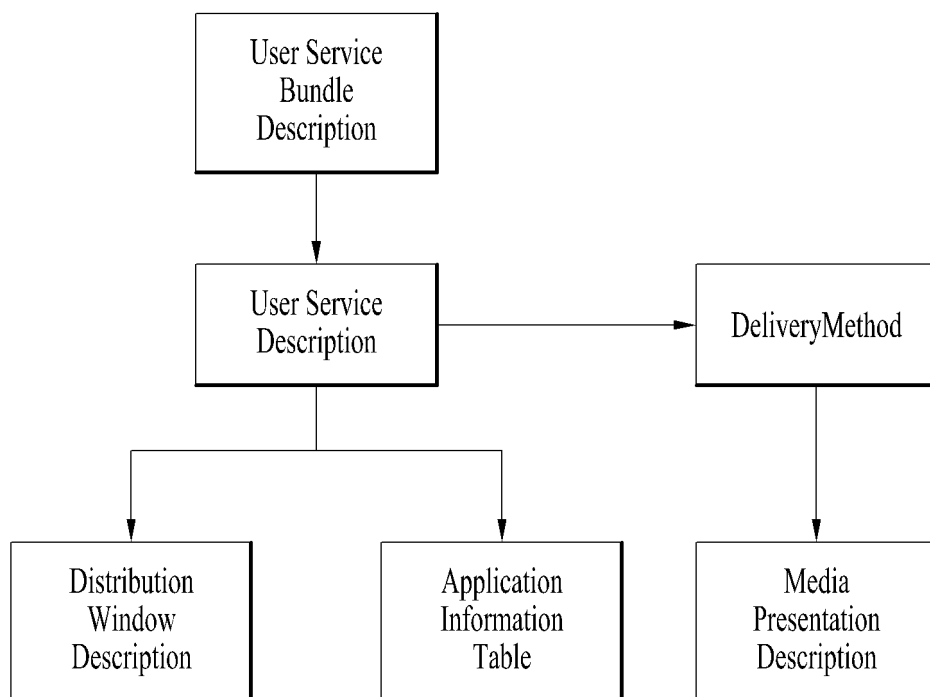 User Service
Bundle
Description
User Service
Description
DeliveryMethod
Distribution
Window
Description
Application
Information
Table
Media
Presentation
Description